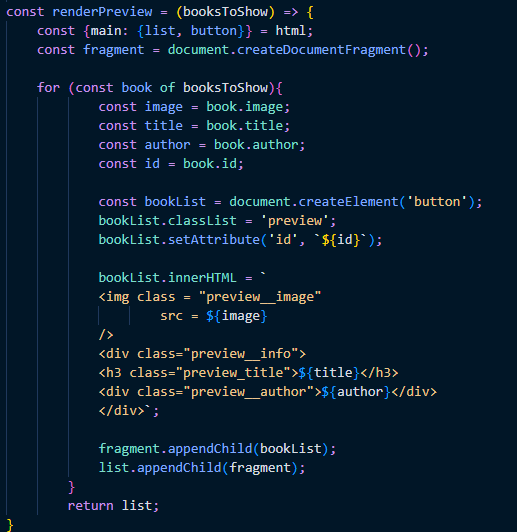 const renderPreview = (booksToShow) => {
const {main: {list, button}} = html;
const fragment = document.createDocumentFragment();
for (const book of booksToShow){
const image = book.image;
const title = book.title;
const author = book.author;
const id = book.id;
const bookList = document.createElement('button');
bookList.classList = 'preview';
bookList.setAttribute('id', `${id}`);
bookList.innerHTML = `
<img class = "preview__image"
src = ${image}
/>
<div class="preview__info">
<h3 class="preview_title">${title}</h3>
<div class="preview__author">${author}</div>
</div>`;
fragment.appendChild(bookList);
list.appendChild(fragment);
}
return list;
}